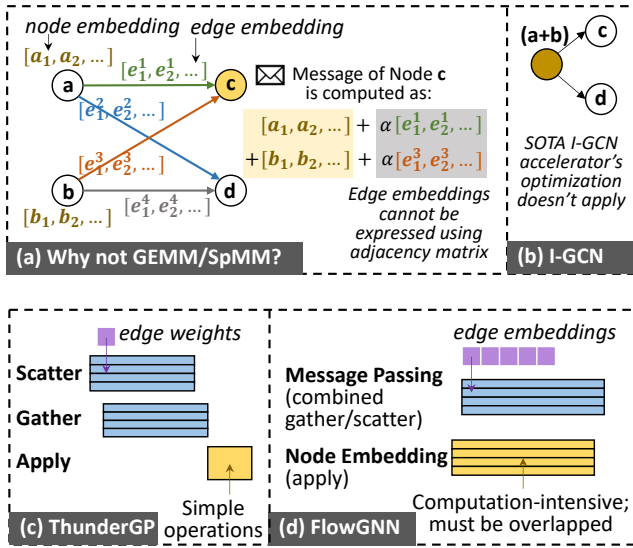 node embedding
edge embedding
[a₁, a₂, …]
[e₁¹, e₂¹, …]
a
c
[e₁², e₂², …]
[e₁³, e₂³, …]
b
d
[e₁⁴, e₂⁴, …]
[b₁, b₂, …]
Message of Node c
is computed as:
[a₁, a₂, …] + α[e₁¹, e₂¹, …]
+[b₁, b₂, …] + α[e₁³, e₂³, …]
Edge embeddings
cannot be
expressed using
adjacency matrix
(a) Why not GEMM/SpMM?
(a+b)
c
d
SOTA I-GCN
accelerator's
optimization
doesn't apply
(b) I-GCN
edge weights
Scatter
Gather
Apply
Simple
operations
(c) ThunderGP
edge embeddings
Message Passing
(combined
gather/scatter)
Node Embedding
(apply)
Computation-intensive;
must be overlapped
(d) FlowGNN